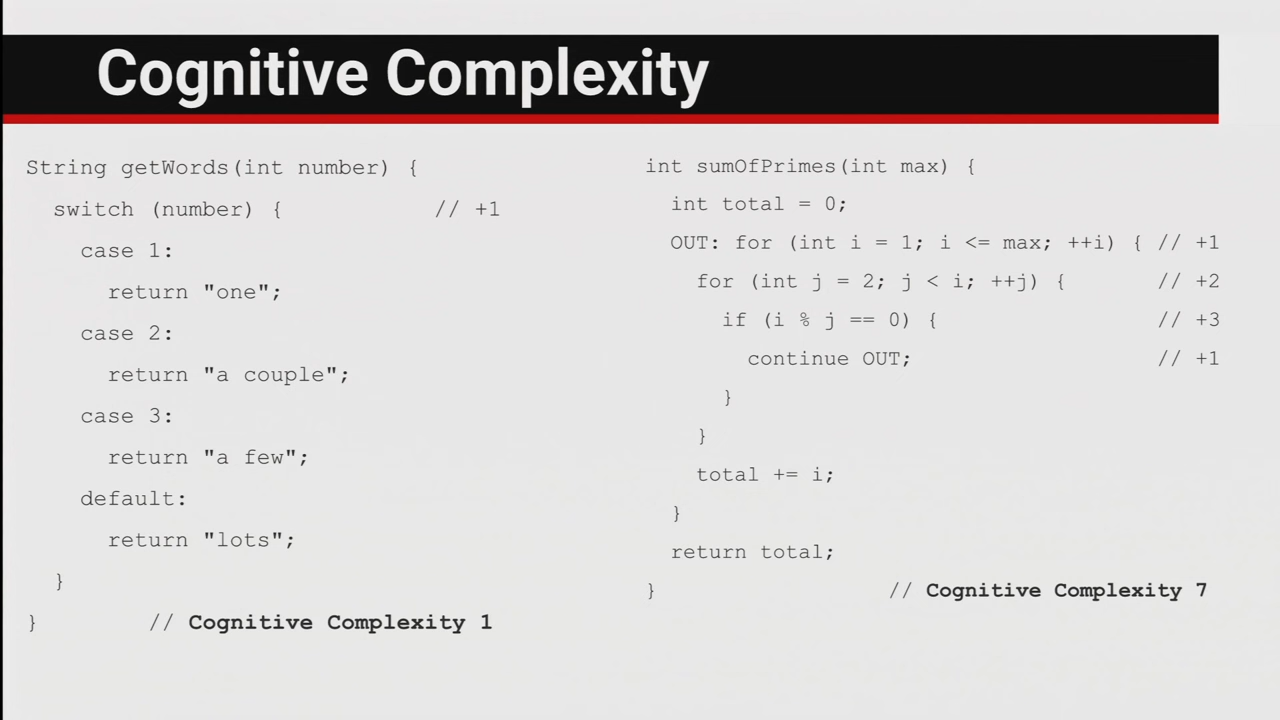 Cognitive Complexity
String getWords(int number) {
switch (number) { // +1
case 1:
return "one";
case 2:
return "a couple";
case 3:
return "a few";
default:
return "lots";
}
} // Cognitive Complexity 1
int sumOfPrimes(int max) {
int total = 0;
OUT: for (int i = 1; i <= max; ++i) { // +1
for (int j = 2; j < i; ++j) { // +2
if (i % j == 0) { // +3
continue OUT; // +1
}
}
total += i;
}
return total;
} // Cognitive Complexity 7